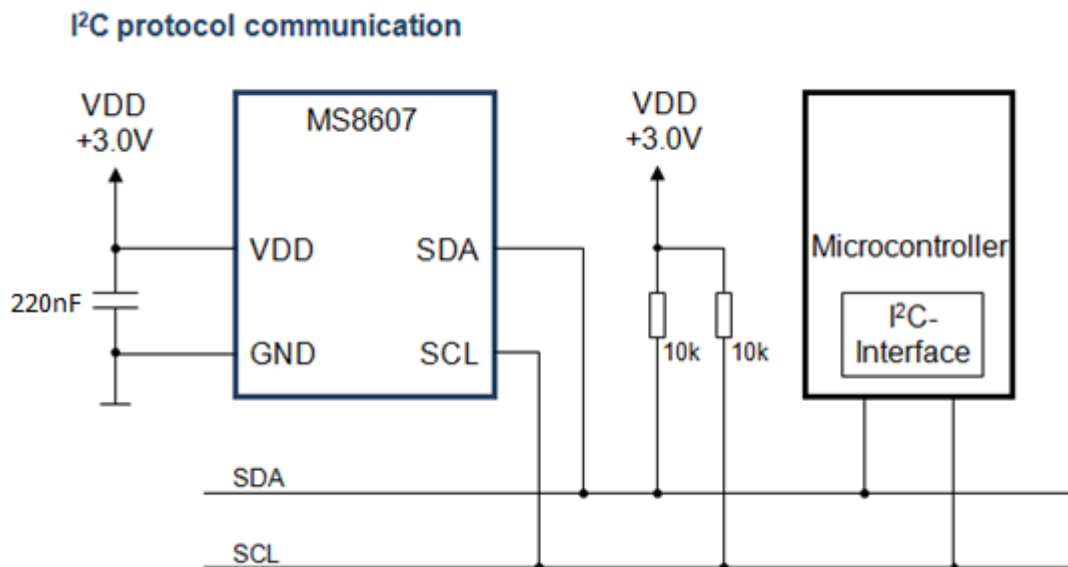 I²C protocol communication
VDD
+3.0V
MS8607
VDD
+3.0V
VDD
SDA
Microcontroller
220nF
I²C-
Interface
GND
SCL
10k
10k
SDA
SCL